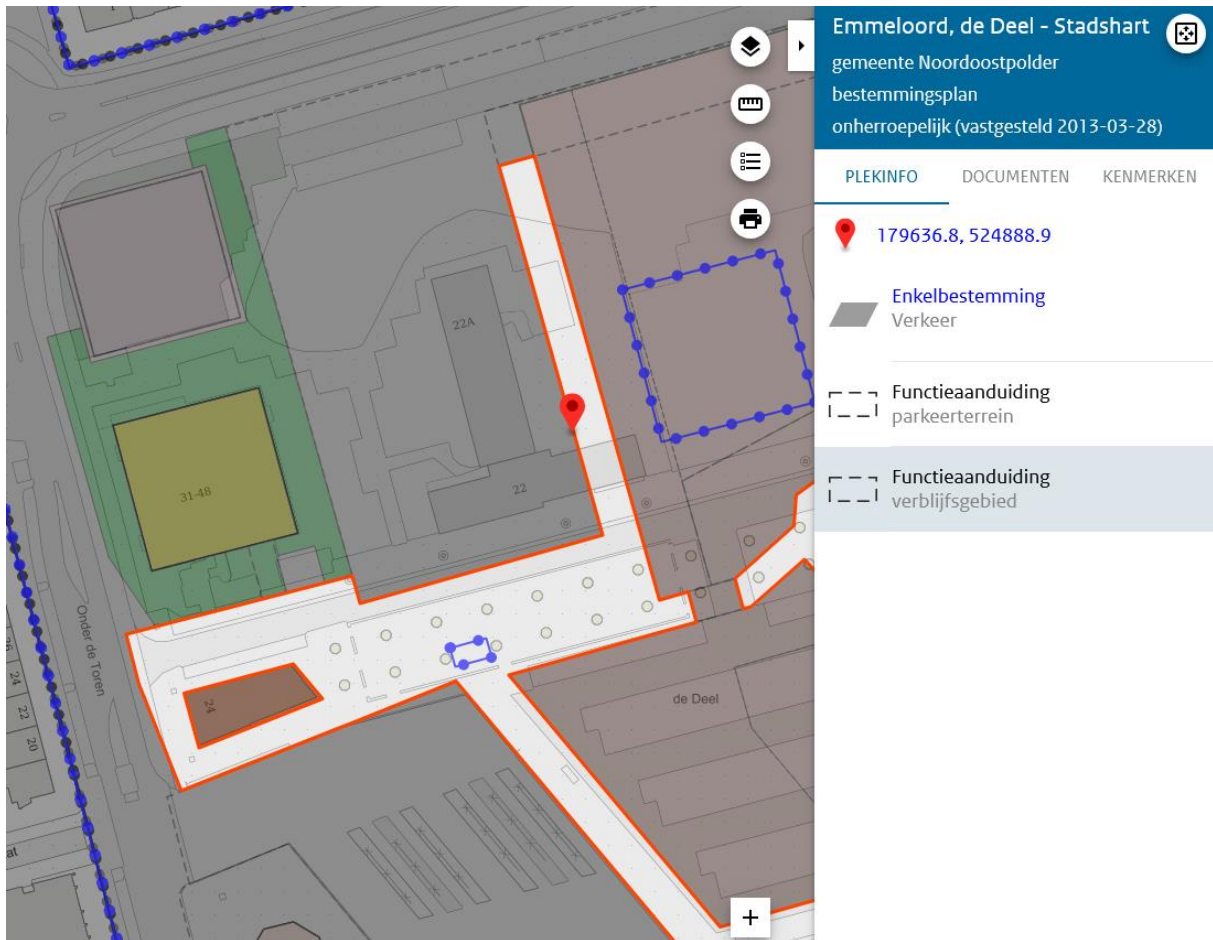 Emmeloord, de Deel - Stadshart
gemeente Noordoostpolder
bestemmingsplan
onherroepelijk (vastgesteld 2013-03-28)
PLEKINFO DOCUMENTEN KENMERKEN
179636.8, 524888.9
Enkelbestemming
Verkeer
Functieaanduiding
parkeerterrein
Functieaanduiding
verblijfsgebied
22A
22
31-48
Onder de Toren
24
de Deel
26
24
22
20
at